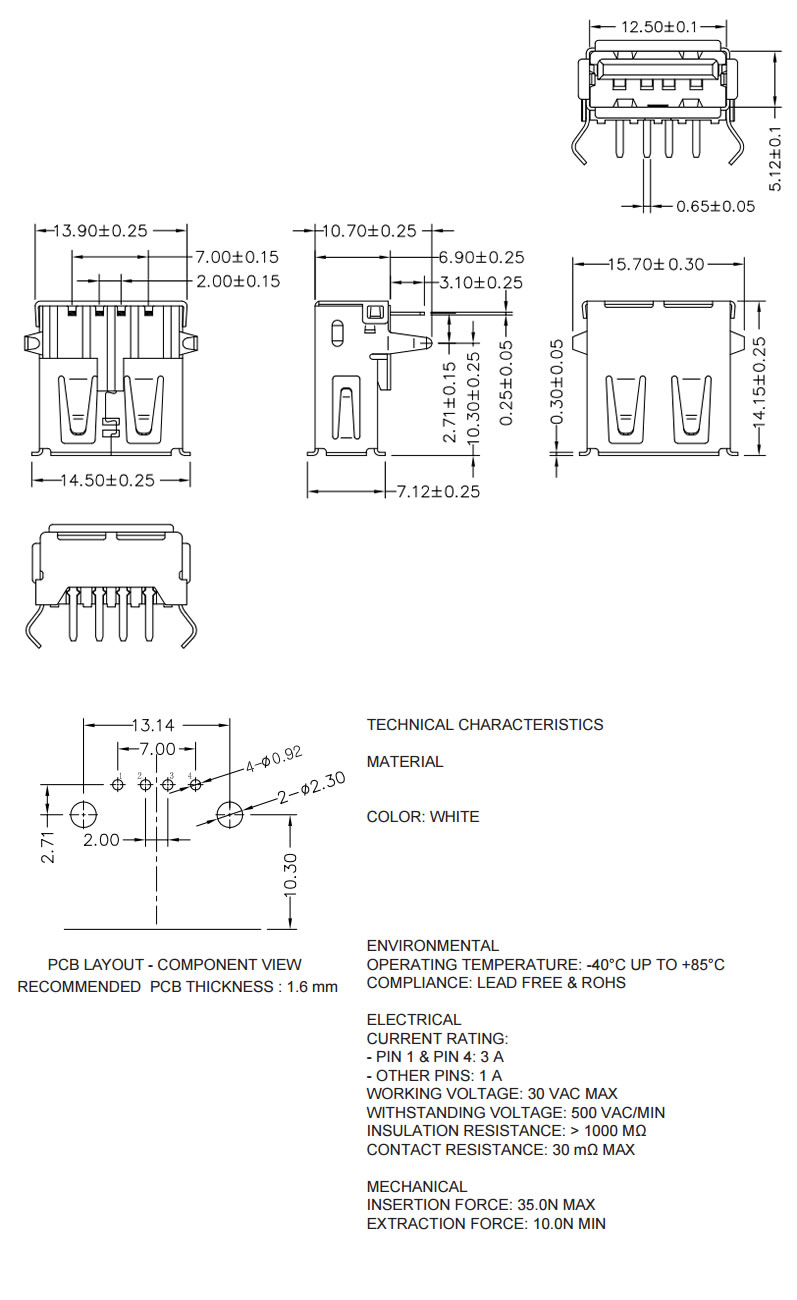 12.50±0.1
5.12±0.1
0.65±0.05
13.90±0.25
7.00±0.15
2.00±0.15
14.50±0.25
10.70±0.25
6.90±0.25
3.10±0.25
2.71±0.15
10.30±0.25
0.25±0.05
7.12±0.25
15.70±0.30
0.30±0.05
14.15±0.25
13.14
7.00
1 2 3 4
4-ø0.92
2-ø2.30
2.71
2.00
10.30
PCB LAYOUT - COMPONENT VIEW
RECOMMENDED PCB THICKNESS : 1.6 mm
TECHNICAL CHARACTERISTICS
MATERIAL
COLOR: WHITE
ENVIRONMENTAL
OPERATING TEMPERATURE: -40°C UP TO +85°C
COMPLIANCE: LEAD FREE & ROHS
ELECTRICAL
CURRENT RATING:
- PIN 1 & PIN 4: 3 A
- OTHER PINS: 1 A
WORKING VOLTAGE: 30 VAC MAX
WITHSTANDING VOLTAGE: 500 VAC/MIN
INSULATION RESISTANCE: > 1000 MΩ
CONTACT RESISTANCE: 30 mΩ MAX
MECHANICAL
INSERTION FORCE: 35.0N MAX
EXTRACTION FORCE: 10.0N MIN